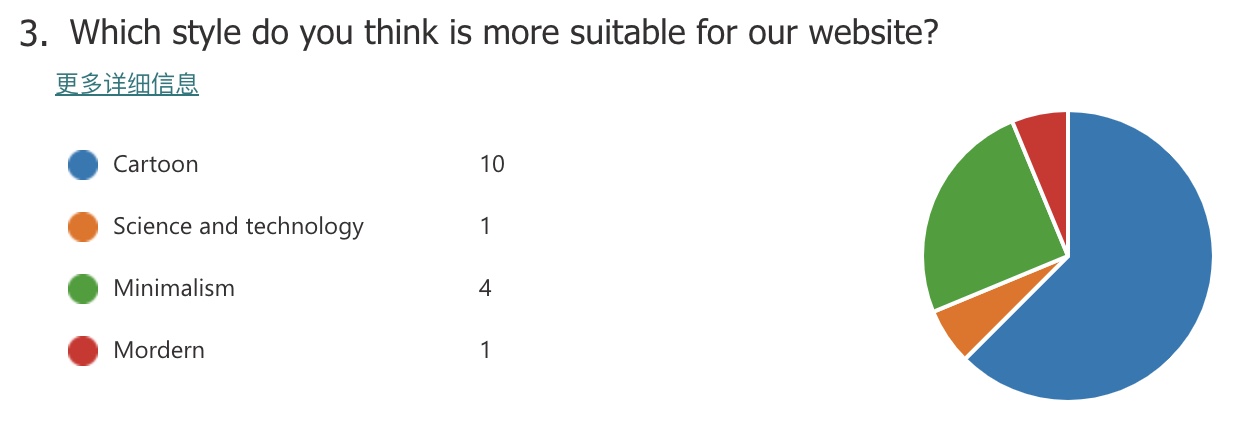 3. Which style do you think is more suitable for our website?
更多详细信息
Cartoon 10
Science and technology 1
Minimalism 4
Mordern 1